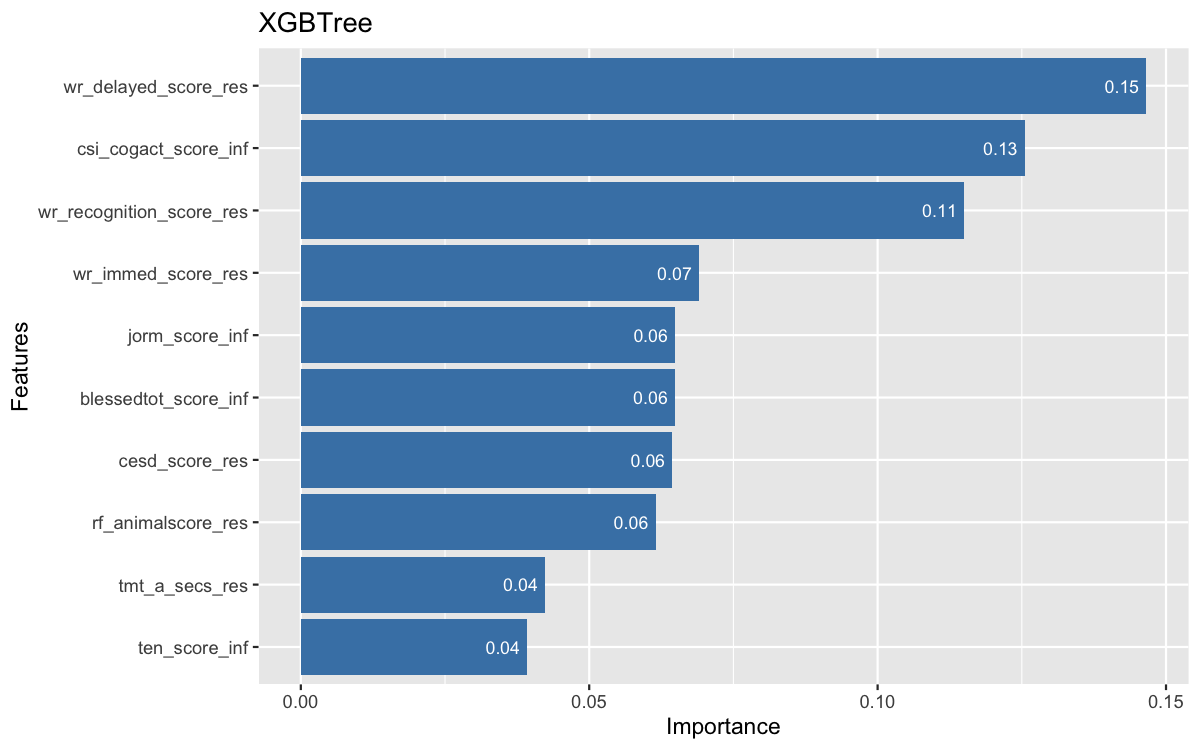 XGBTree
Features
wr_delayed_score_res 0.15
csi_cogact_score_inf 0.13
wr_recognition_score_res 0.11
wr_immed_score_res 0.07
jorm_score_inf 0.06
blessedtot_score_inf 0.06
cesd_score_res 0.06
rf_animalscore_res 0.06
tmt_a_secs_res 0.04
ten_score_inf 0.04
0.00 0.05 0.10 0.15
Importance